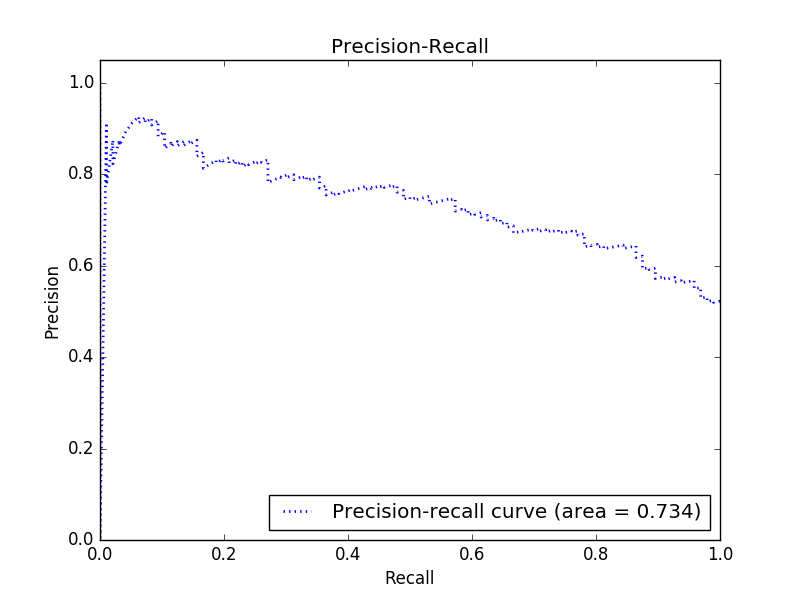 Precision-Recall
1.0
0.8
0.6
0.4
0.2
0.0
Precision
Precision-recall curve (area = 0.734)
0.0 0.2 0.4 0.6 0.8 1.0
Recall